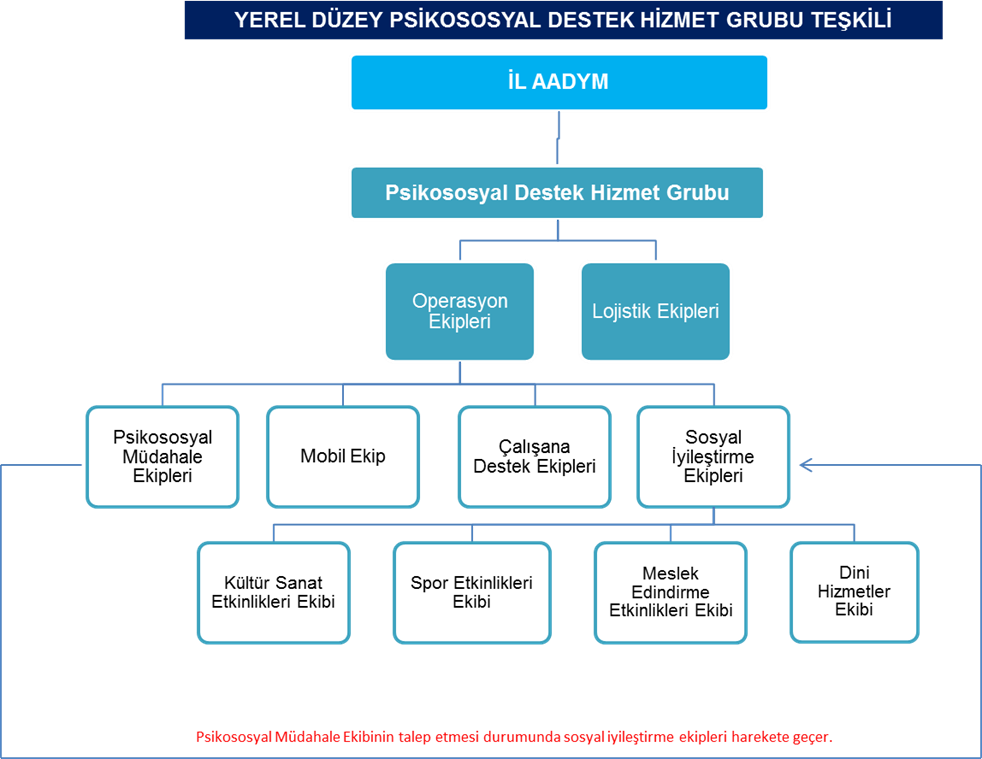 YEREL DÜZEY PSİKOSOSYAL DESTEK HİZMET GRUBU TEŞKİLİ
İL AADYM
Psikososyal Destek Hizmet Grubu
Operasyon
Ekipleri
Lojistik Ekipleri
Psikososyal
Müdahale
Ekipleri
Mobil Ekip
Çalışana
Destek Ekipleri
Sosyal
İyileştirme
Ekipleri
Kültür Sanat
Etkinlikleri Ekibi
Spor Etkinlikleri
Ekibi
Meslek
Edindirme
Etkinlikleri Ekibi
Dini
Hizmetler
Ekibi
Psikososyal Müdahale Ekibinin talep etmesi durumunda sosyal iyileştirme ekipleri harekete geçer.